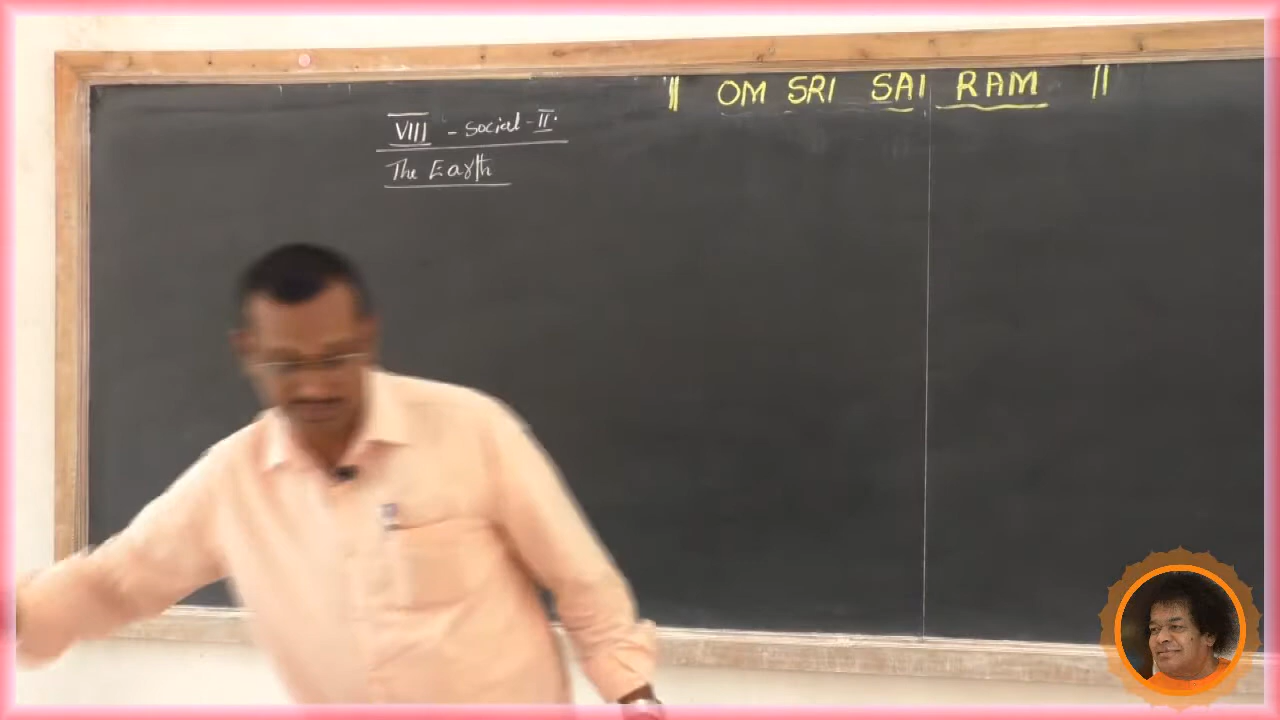 || OM SRI SAI RAM ||
VIII - Social - II.
The Earth